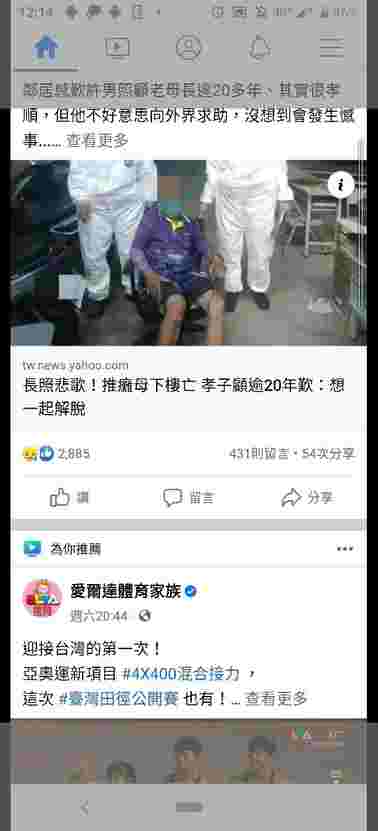 12:14
鄰居感歎許男照顧老母長達20多年、其實很孝
順，但他不好意思向外界求助，沒想到會發生憾
事...... 查看更多
tw.news.yahoo.com
長照悲歌！推癱母下樓亡 孝子顧逾20年歎：想
一起解脫
2,885
431則留言・54次分享
讚
留言
分享
為你推薦
愛爾達體育家族
週六20:44
迎接台灣的第一次！
亞奧運新項目 #4X400混合接力 ，
這次 #臺灣田徑公開賽 也有！... 查看更多